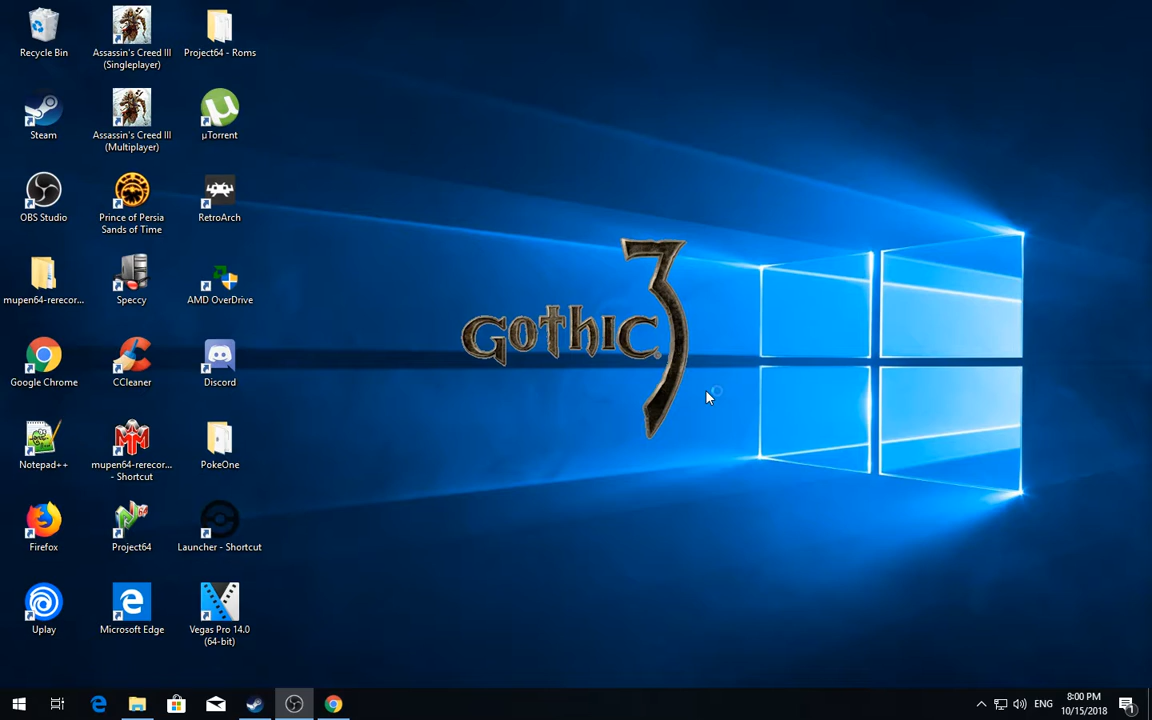 Recycle Bin
Assassin's Creed III
(Singleplayer)
Project64 - Roms
Steam
Assassin's Creed III
(Multiplayer)
µTorrent
OBS Studio
Prince of Persia
Sands of Time
RetroArch
mupen64-rerecor...
Speccy
AMD OverDrive
Google Chrome
CCleaner
Discord
Notepad++
mupen64-rerecor...
- Shortcut
PokeOne
Firefox
Project64
Launcher - Shortcut
Uplay
Microsoft Edge
Vegas Pro 14.0
(64-bit)
Gothic 3
ENG
8:00 PM
10/15/2018
1